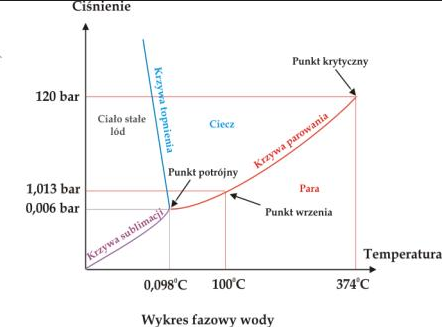 Ciśnienie
Punkt krytyczny
120 bar
Krzywa topnienia
Ciało stałe
lód
Ciecz
Krzywa parowania
Punkt potrójny
1,013 bar
Para
0,006 bar
Punkt wrzenia
Krzywa sublimacji
Temperatura
0,098°C
100°C
374°C
Wykres fazowy wody